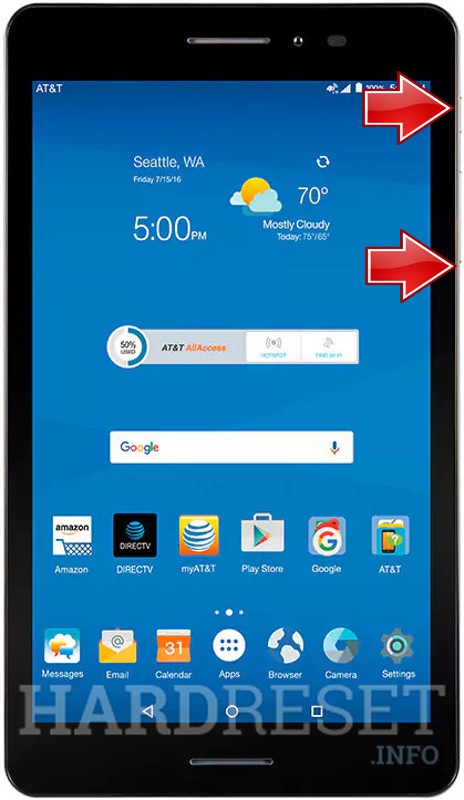 AT&T
100%
Seattle, WA
Friday 7/15/16
70°
5:00PM
Mostly Cloudy
Today: 75°/65°
50%
USED
AT&T AllAccess
HOTSPOT
FIND WI-FI
Google
amazon
DIRECTV
31
Amazon
DIRECTV
myAT&T
Play Store
Google
AT&T
Messages
Email
Calendar
Apps
Browser
Camera
Settings
HARDRESET
.INFO